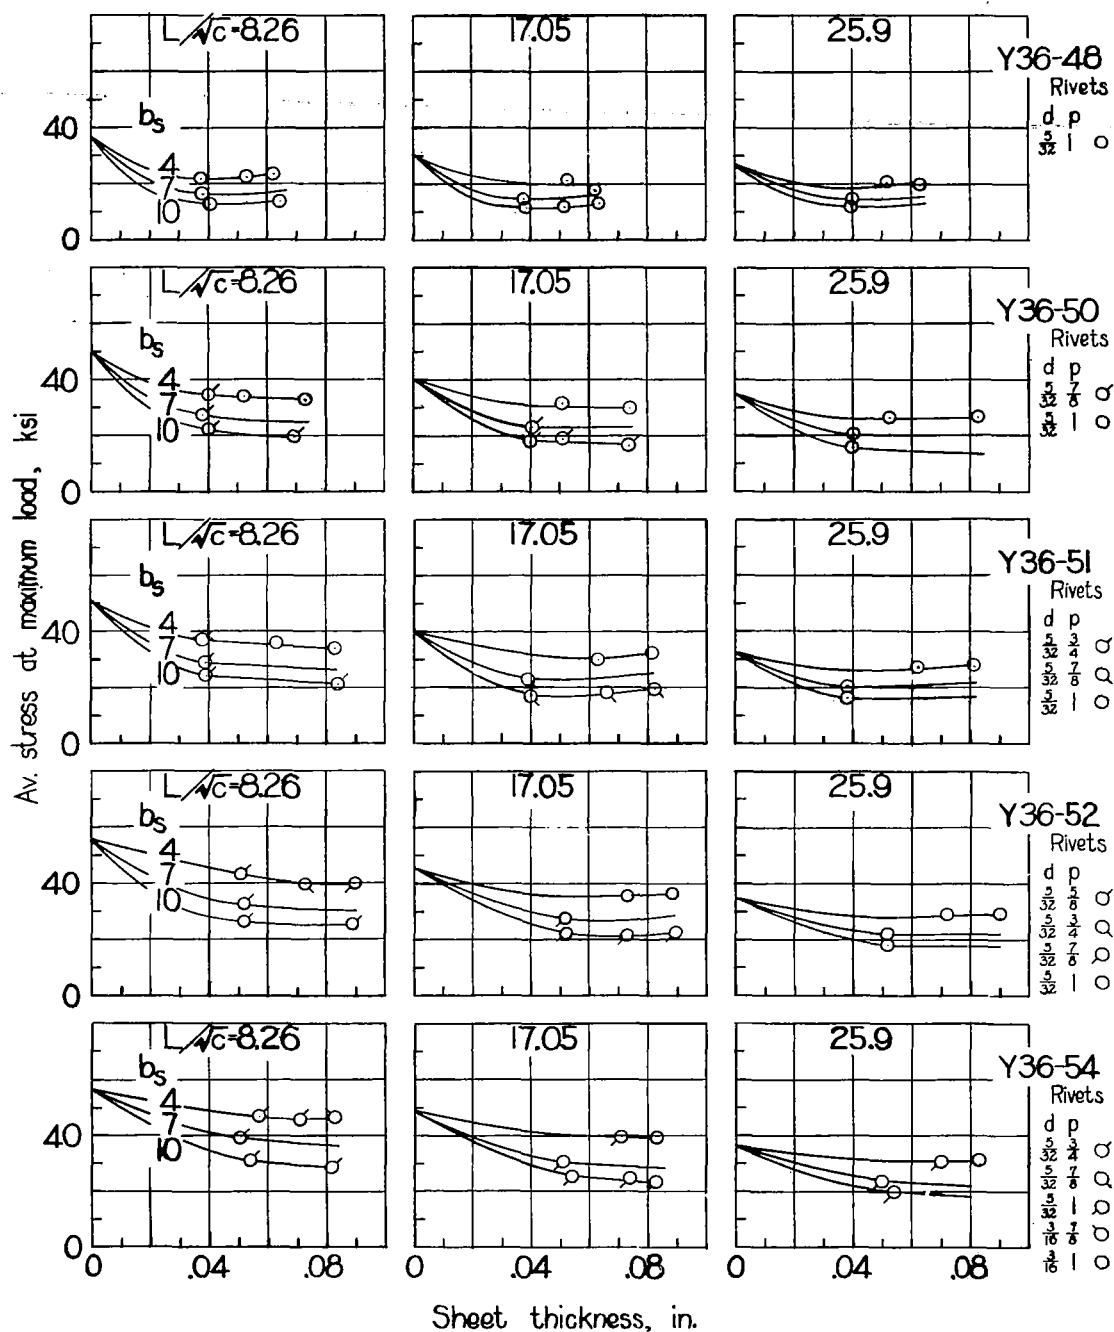 L/√c=8.26 17.05 25.9
Y36-48
Rivets
d p
5/32 1
bs
40
4
7
10
0
L/√c=8.26 17.05 25.9
Y36-50
Rivets
d p
5/32 7/8
5/32 1
bs
40
4
7
10
0
L/√c=8.26 17.05 25.9
Y36-51
Rivets
d p
5/32 3/4
5/32 7/8
5/32 1
bs
40
4
7
10
0
L/√c=8.26 17.05 25.9
Y36-52
Rivets
d p
5/32 5/8
5/32 3/4
5/32 7/8
5/32 1
bs
4
40
7
10
0
L/√c=8.26 17.05 25.9
Y36-54
Rivets
d p
5/32 3/4
5/32 7/8
5/32 1
3/16 7/8
3/16 1
bs
4
40
7
10
0
0 .04 .08 0 .04 .08 0 .04 .08
Av. stress at maximum load, ksi
Sheet thickness, in.